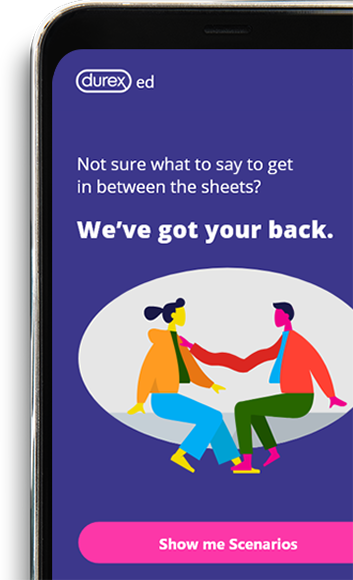 durex ed
Not sure what to say to get
in between the sheets?
We've got your back.
Show me Scenarios